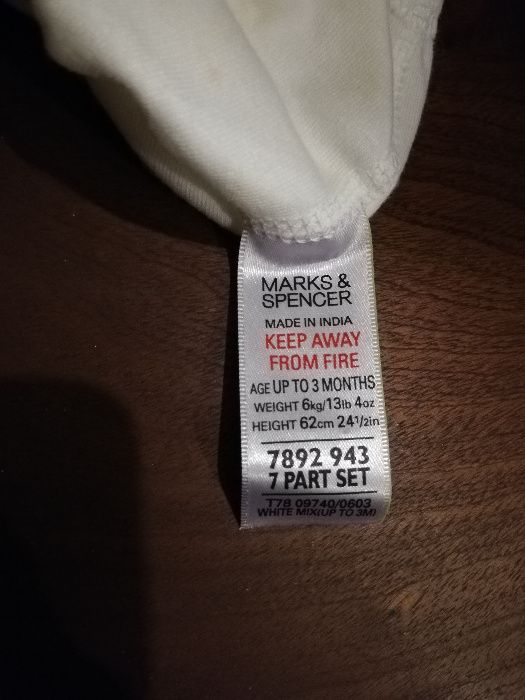 MARKS &
SPENCER
MADE IN INDIA
KEEP AWAY
FROM FIRE
AGE UP TO 3 MONTHS
WEIGHT 6kg/13lb 4oz
HEIGHT 62cm 24½in
7892 943
7 PART SET
T78 09740/0603
WHITE MIX(UP TO 3M)